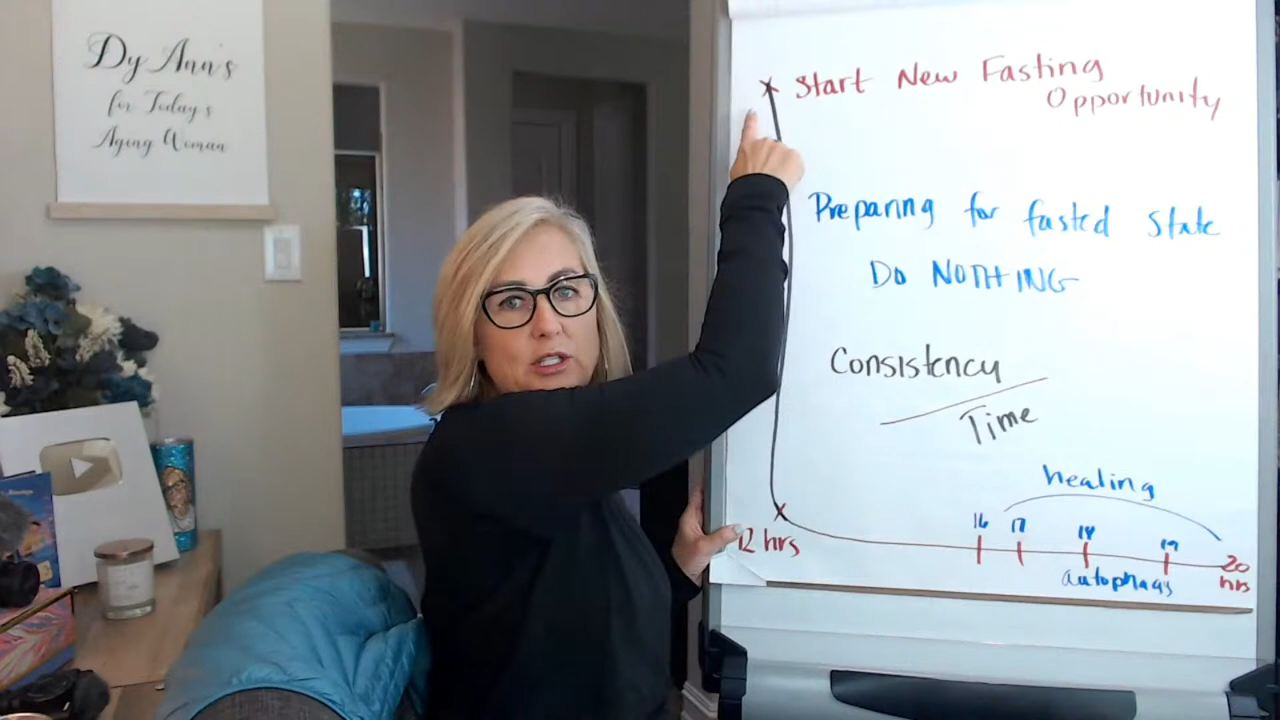 Dy Ann's
for Today's
Aging Woman
Start New Fasting
Opportunity
Preparing for fasted State
DO NOTHING
Consistency
Time
healing
16 17 18 19 20
12 hrs
hrs
autophagy